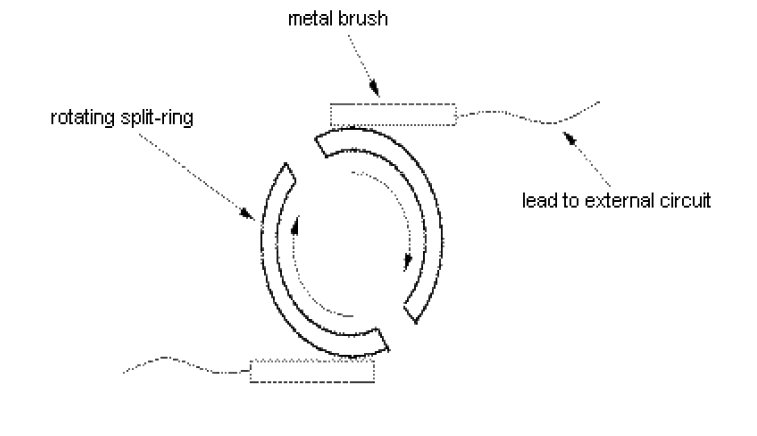 metal brush
rotating split-ring
lead to external circuit